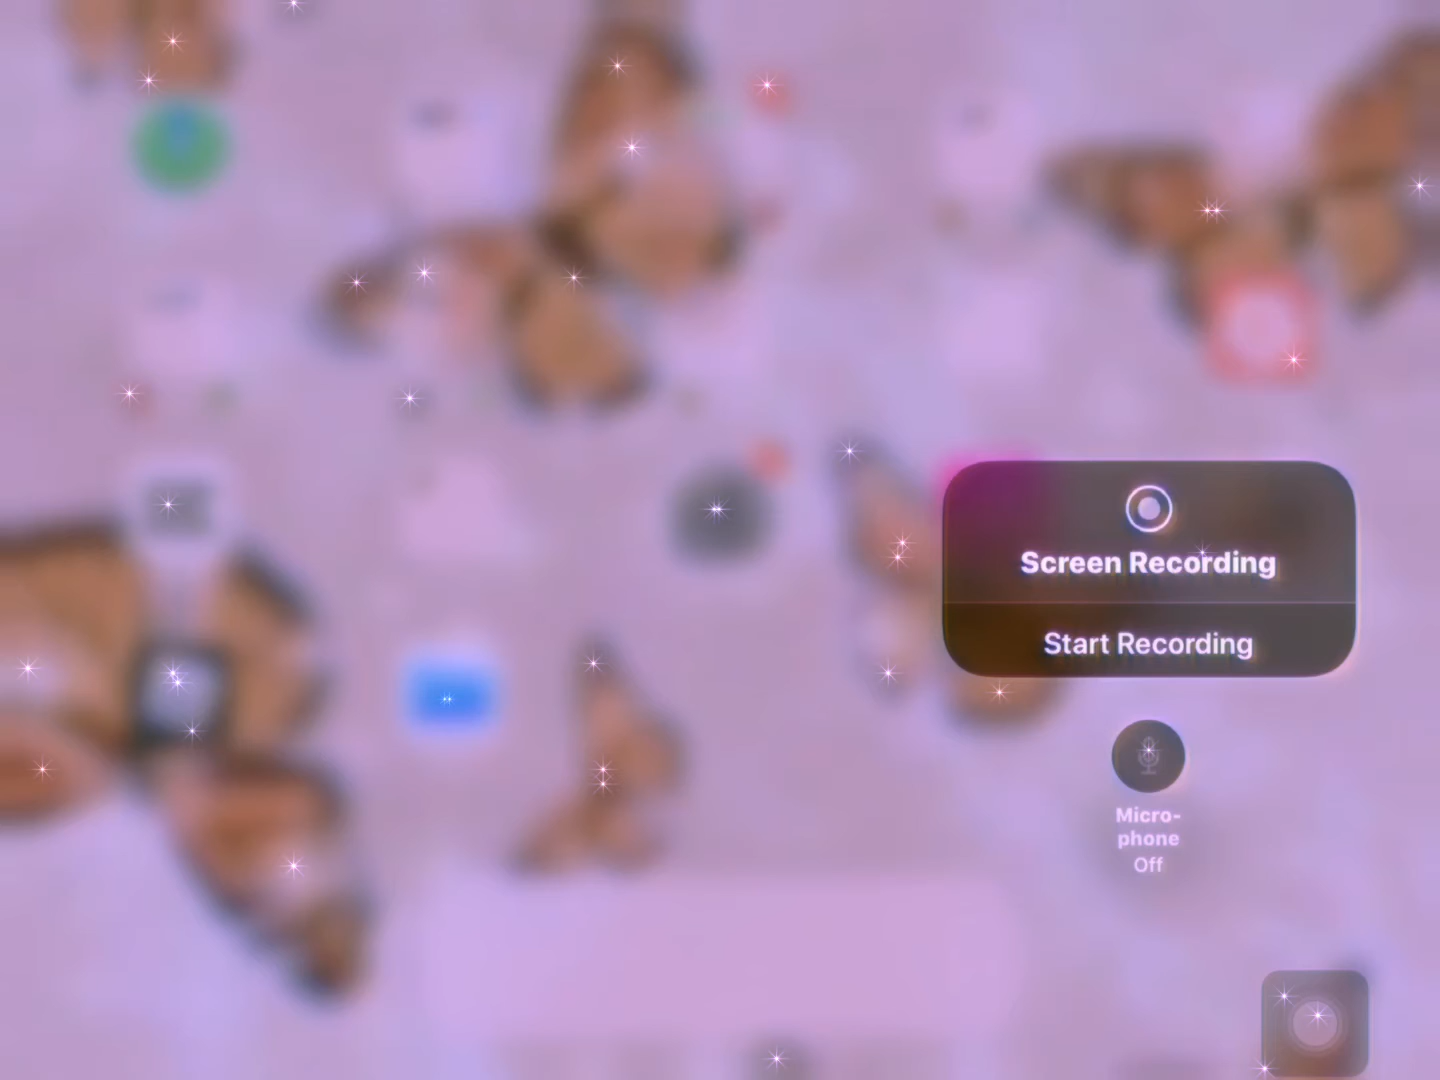 Screen Recording
Start Recording
Micro-
phone
Off